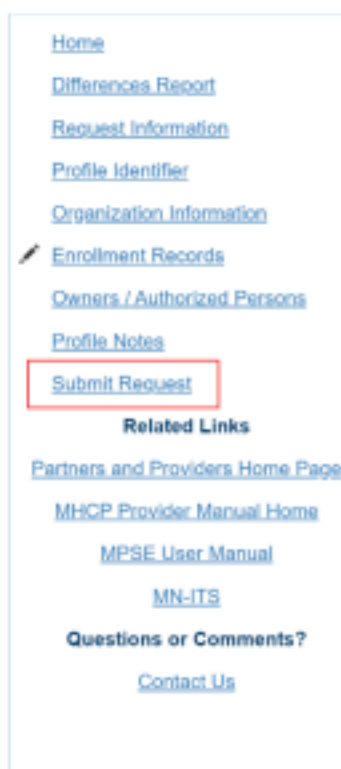 Home
Differences Report
Request Information
Profile Identifier
Organization Information
Enrollment Records
Owners / Authorized Persons
Profile Notes
Submit Request
Related Links
Partners and Providers Home Page
MHCP Provider Manual Home
MPSE User Manual
MN-ITS
Questions or Comments?
Contact Us